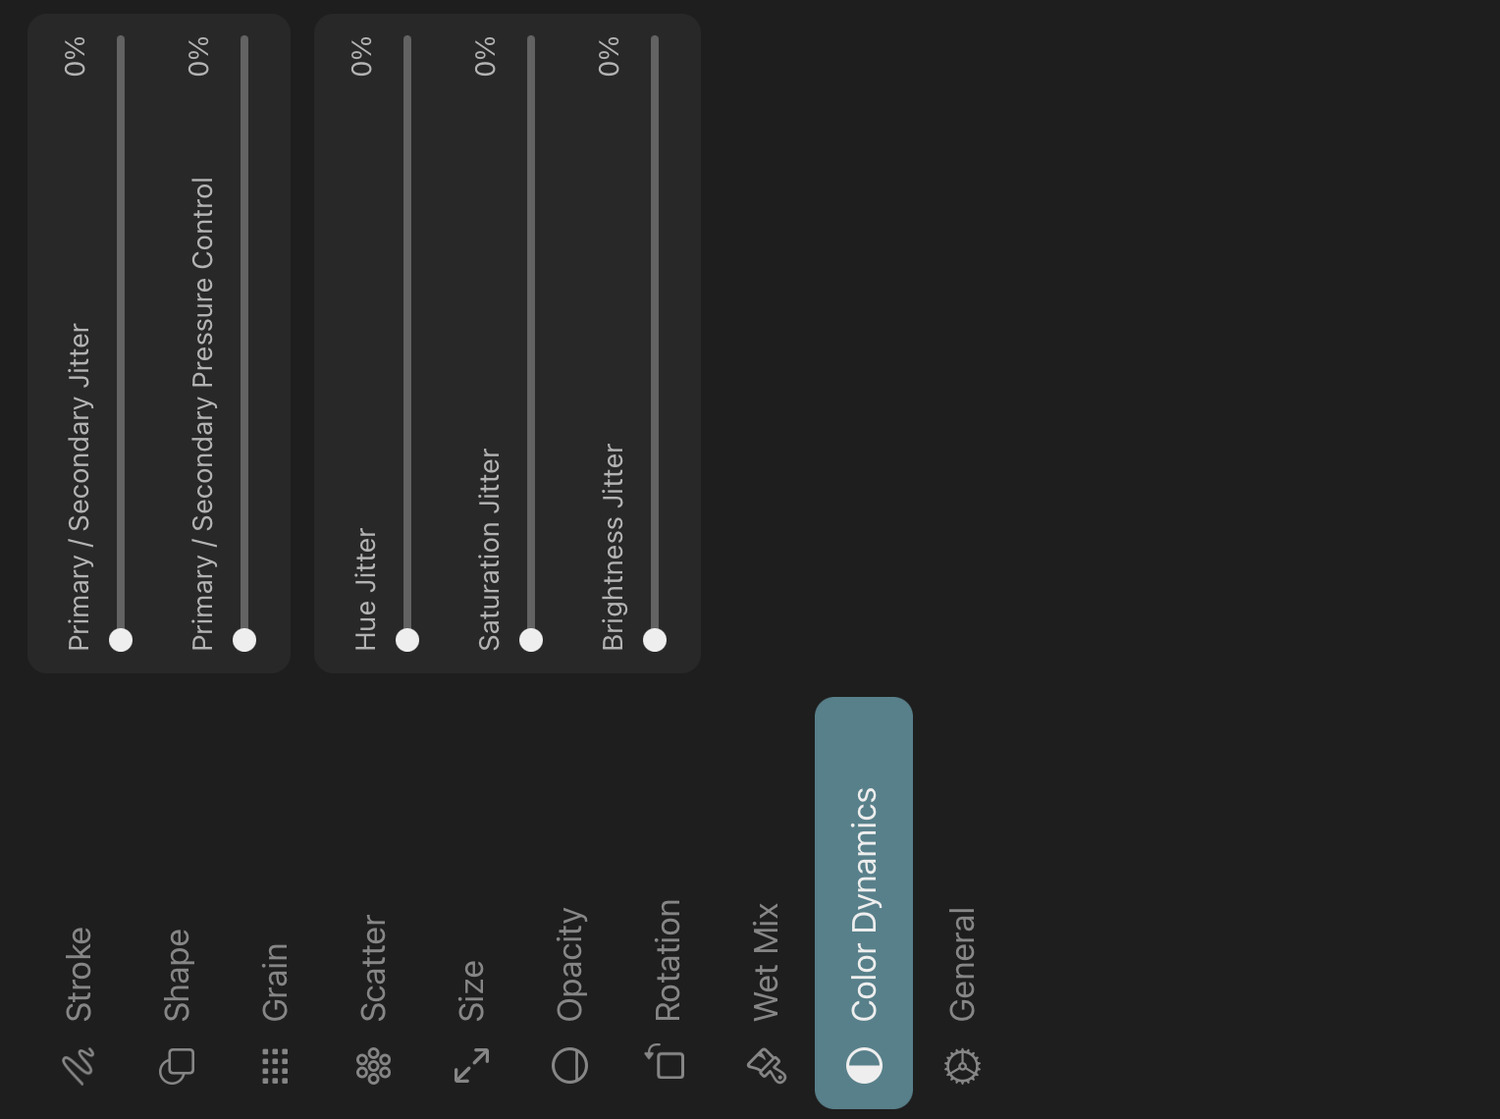 Stroke
Shape
Grain
Scatter
Size
Opacity
Rotation
Wet Mix
Color Dynamics
General
Primary / Secondary Jitter 0%
Primary / Secondary Pressure Control 0%
Hue Jitter 0%
Saturation Jitter 0%
Brightness Jitter 0%